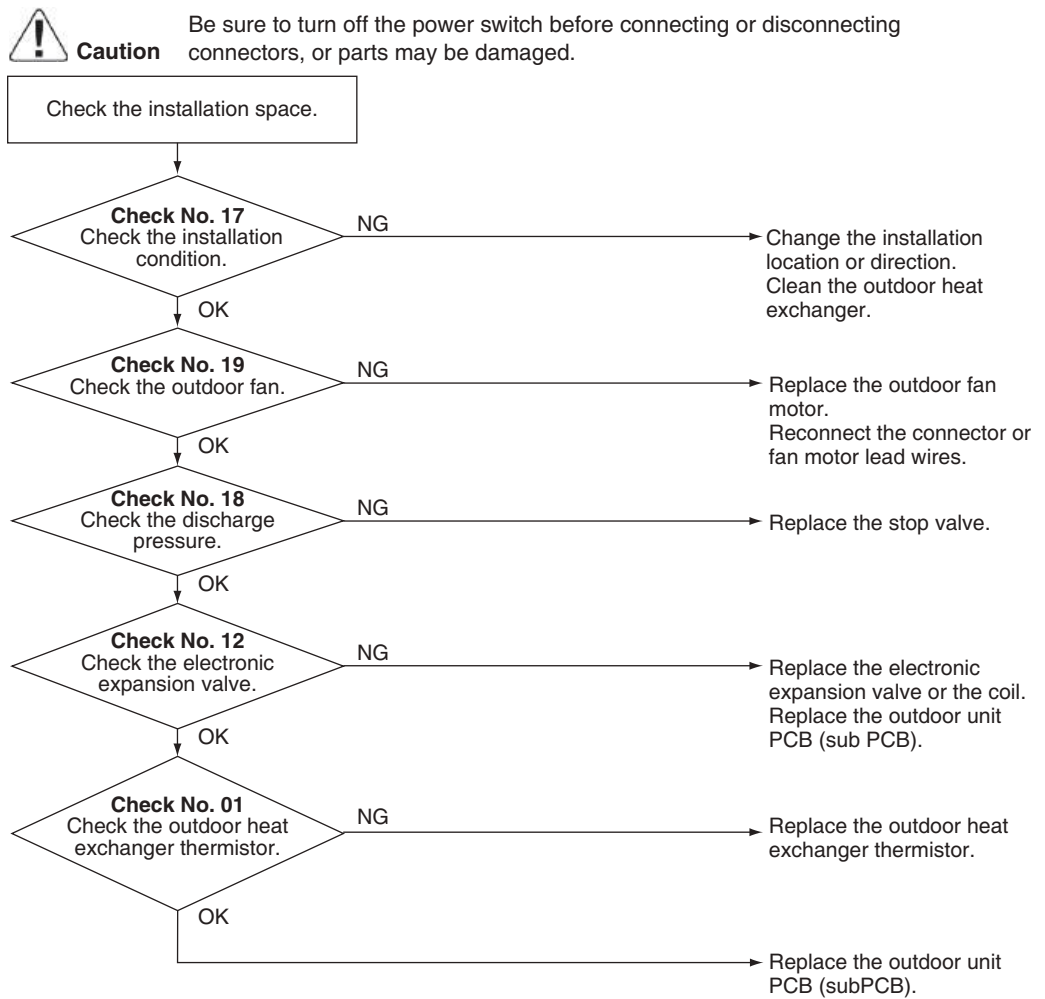 Be sure to turn off the power switch before connecting or disconnecting
Caution connectors, or parts may be damaged.
Check the installation space.
Check No. 17
Check the installation
condition.
NG
Change the installation
location or direction.
Clean the outdoor heat
exchanger.
OK
Check No. 19
Check the outdoor fan.
NG
Replace the outdoor fan
motor.
Reconnect the connector or
fan motor lead wires.
OK
Check No. 18
Check the discharge
pressure.
NG
Replace the stop valve.
OK
Check No. 12
Check the electronic
expansion valve.
NG
Replace the electronic
expansion valve or the coil.
Replace the outdoor unit
PCB (sub PCB).
OK
Check No. 01
Check the outdoor heat
exchanger thermistor.
NG
Replace the outdoor heat
exchanger thermistor.
OK
Replace the outdoor unit
PCB (subPCB).